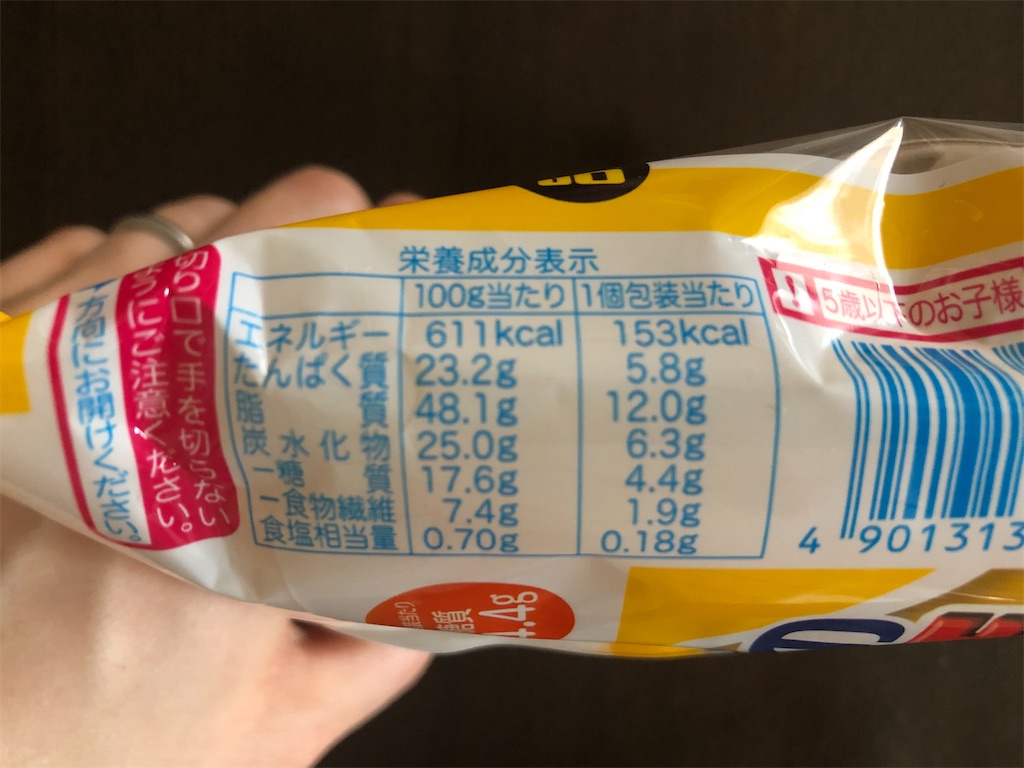 栄養成分表示
100g当たり 1個包装当たり
エネルギー 611kcal 153kcal
たんぱく質 23.2g 5.8g
脂質 48.1g 12.0g
炭水化物 25.0g 6.3g
－糖質 17.6g 4.4g
－食物繊維 7.4g 1.9g
食塩相当量 0.70g 0.18g
切り口で手を切らない
ようにご注意ください。
方向にお開けください。
! 5歳以下のお子様
4 901313
糖質
4.4g